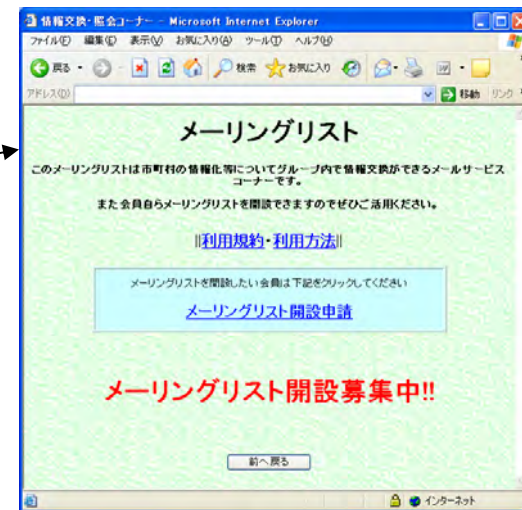 情報交換・照会コーナー - Microsoft Internet Explorer
ファイル(F) 編集(E) 表示(V) お気に入り(A) ツール(T) ヘルプ(H)
戻る 検索 お気に入り
アドレス(D) 移動 リンク
メーリングリスト
このメーリングリストは市町村の情報化等についてグループ内で情報交換ができるメールサービス
コーナーです。
また会員自らメーリングリストを開設できますのでぜひご活用ください。
||利用規約・利用方法||
メーリングリストを開設したい会員は下記をクリックしてください
メーリングリスト開設申請
メーリングリスト開設募集中!!
前へ戻る
インターネット